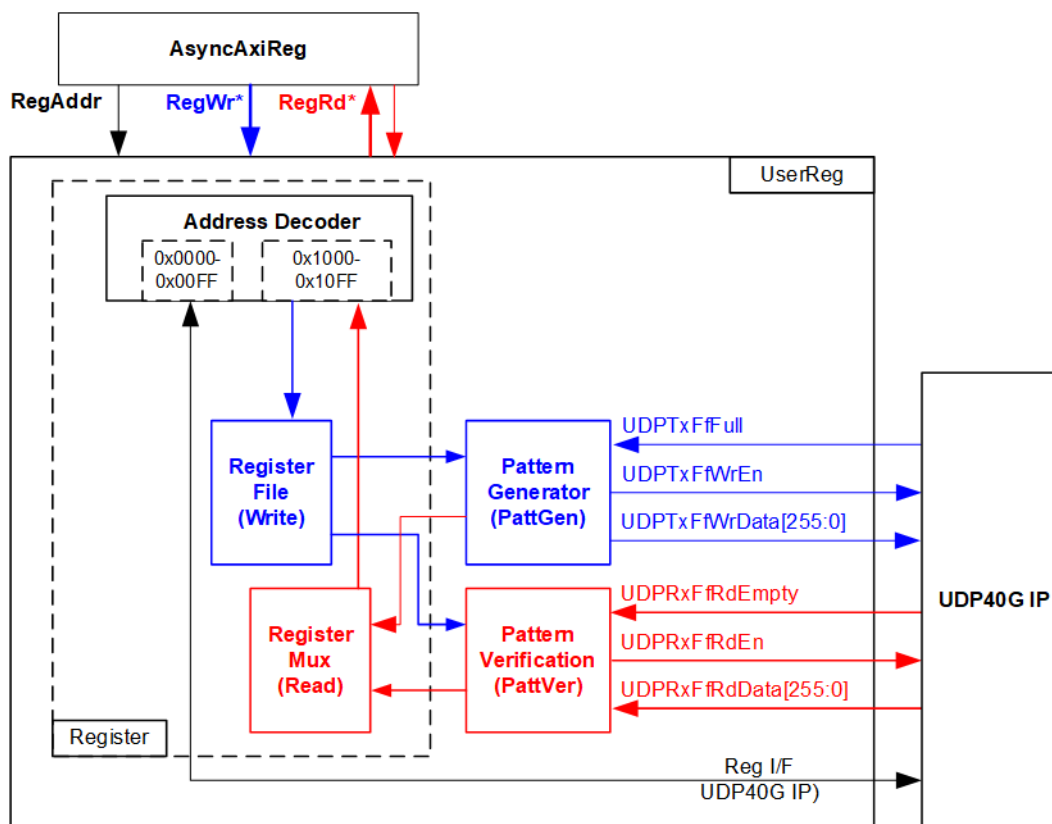 AsyncAxiReg
RegAddr
RegWr*
RegRd*
UserReg
Address Decoder
0x0000-
0x00FF
0x1000-
0x10FF
Register
File
(Write)
Pattern
Generator
(PattGen)
UDPTxFfFull
UDPTxFfWrEn
UDPTxFfWrData[255:0]
Register
Mux
(Read)
Pattern
Verification
(PattVer)
UDPRxFfRdEmpty
UDPRxFfRdEn
UDPRxFfRdData[255:0]
UDP40G IP
Register
Reg I/F
UDP40G IP)